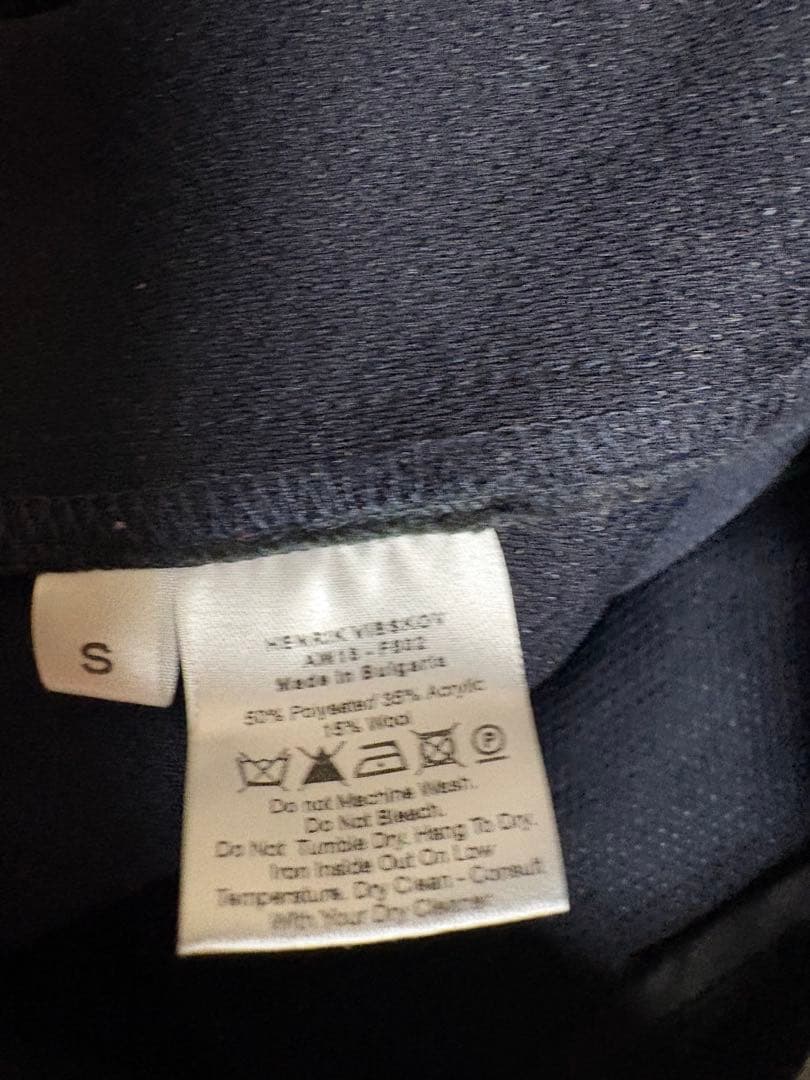 S
HENRIK VIBSKOV
AW18 - F502
Made in Bulgaria
50% Polyester/ 35% Acrylic
15% Wool
P
Do not Machine Wash.
Do Not Bleach.
Do Not Tumble Dry. Hang To Dry.
Iron Inside Out On Low
Temperature. Dry Clean - Consult
With Your Dry Cleaner